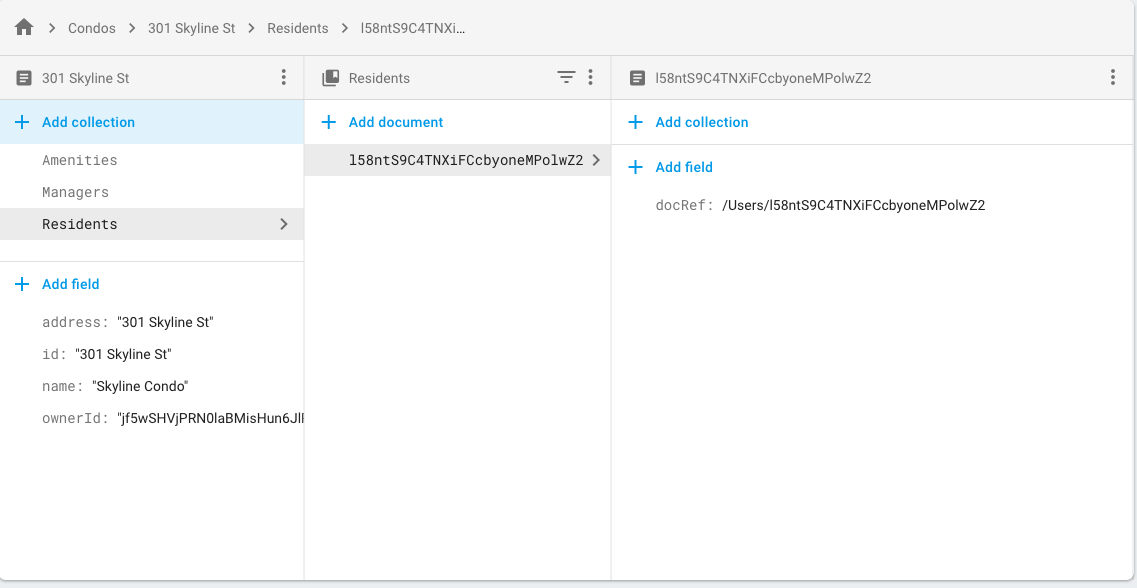 Condos
301 Skyline St
Residents
l58ntS9C4TNXi...
301 Skyline St
Add collection
Amenities
Managers
Residents
Add field
address: "301 Skyline St"
id: "301 Skyline St"
name: "Skyline Condo"
ownerId: "jf5wSHVjPRN0laBMisHun6Jl
Residents
Add document
l58ntS9C4TNXiFCcbyoneMPolwZ2
l58ntS9C4TNXiFCcbyoneMPolwZ2
Add collection
Add field
docRef: /Users/l58ntS9C4TNXiFCcbyoneMPolwZ2